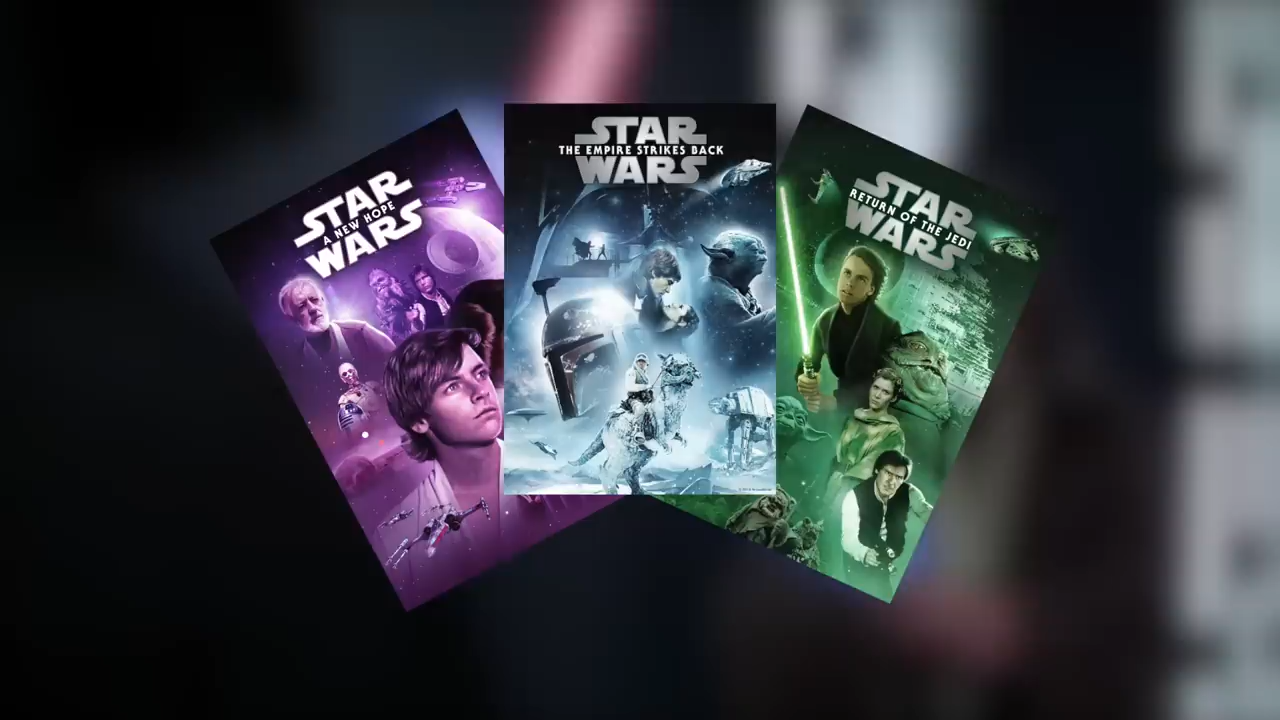 STAR
A NEW HOPE
WARS
STAR
THE EMPIRE STRIKES BACK
WARS
STAR
RETURN OF THE JEDI
WARS